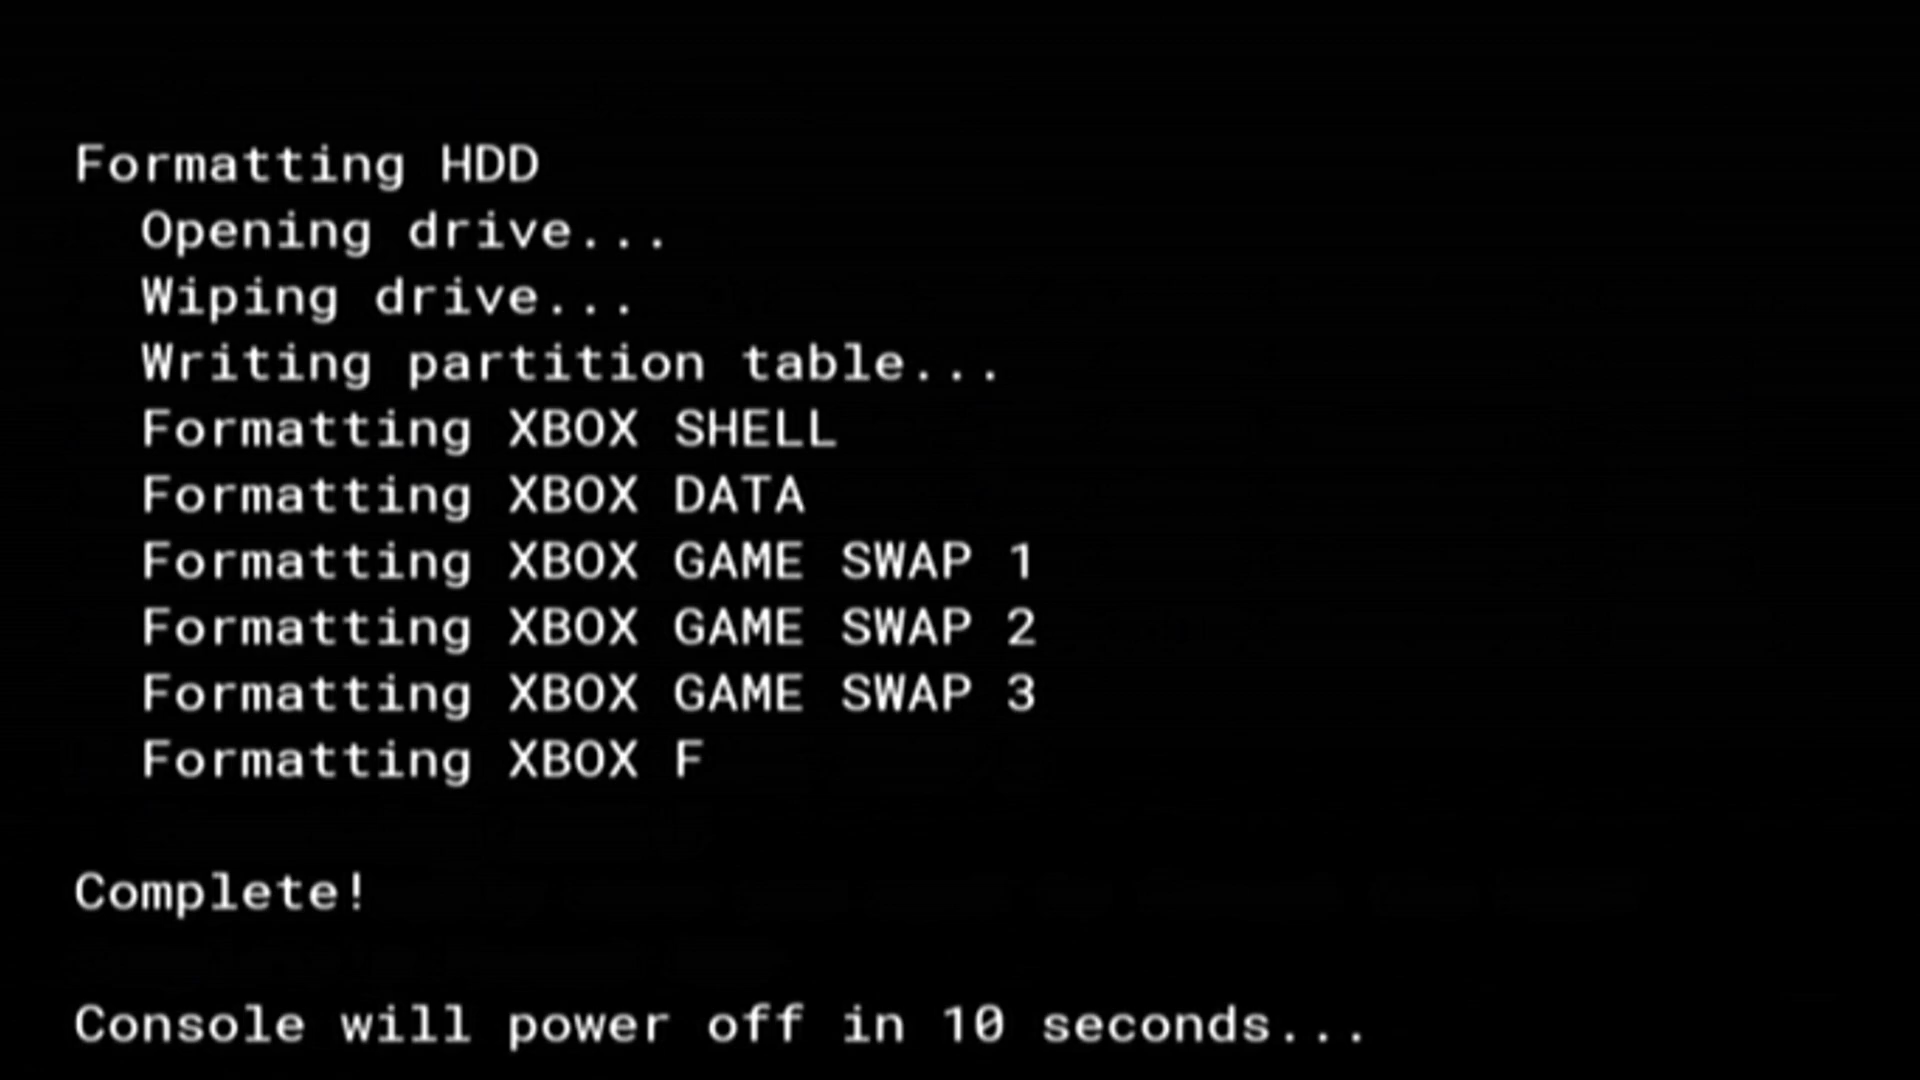 Formatting HDD
Opening drive...
Wiping drive...
Writing partition table...
Formatting XBOX SHELL
Formatting XBOX DATA
Formatting XBOX GAME SWAP 1
Formatting XBOX GAME SWAP 2
Formatting XBOX GAME SWAP 3
Formatting XBOX F
Complete!
Console will power off in 10 seconds...